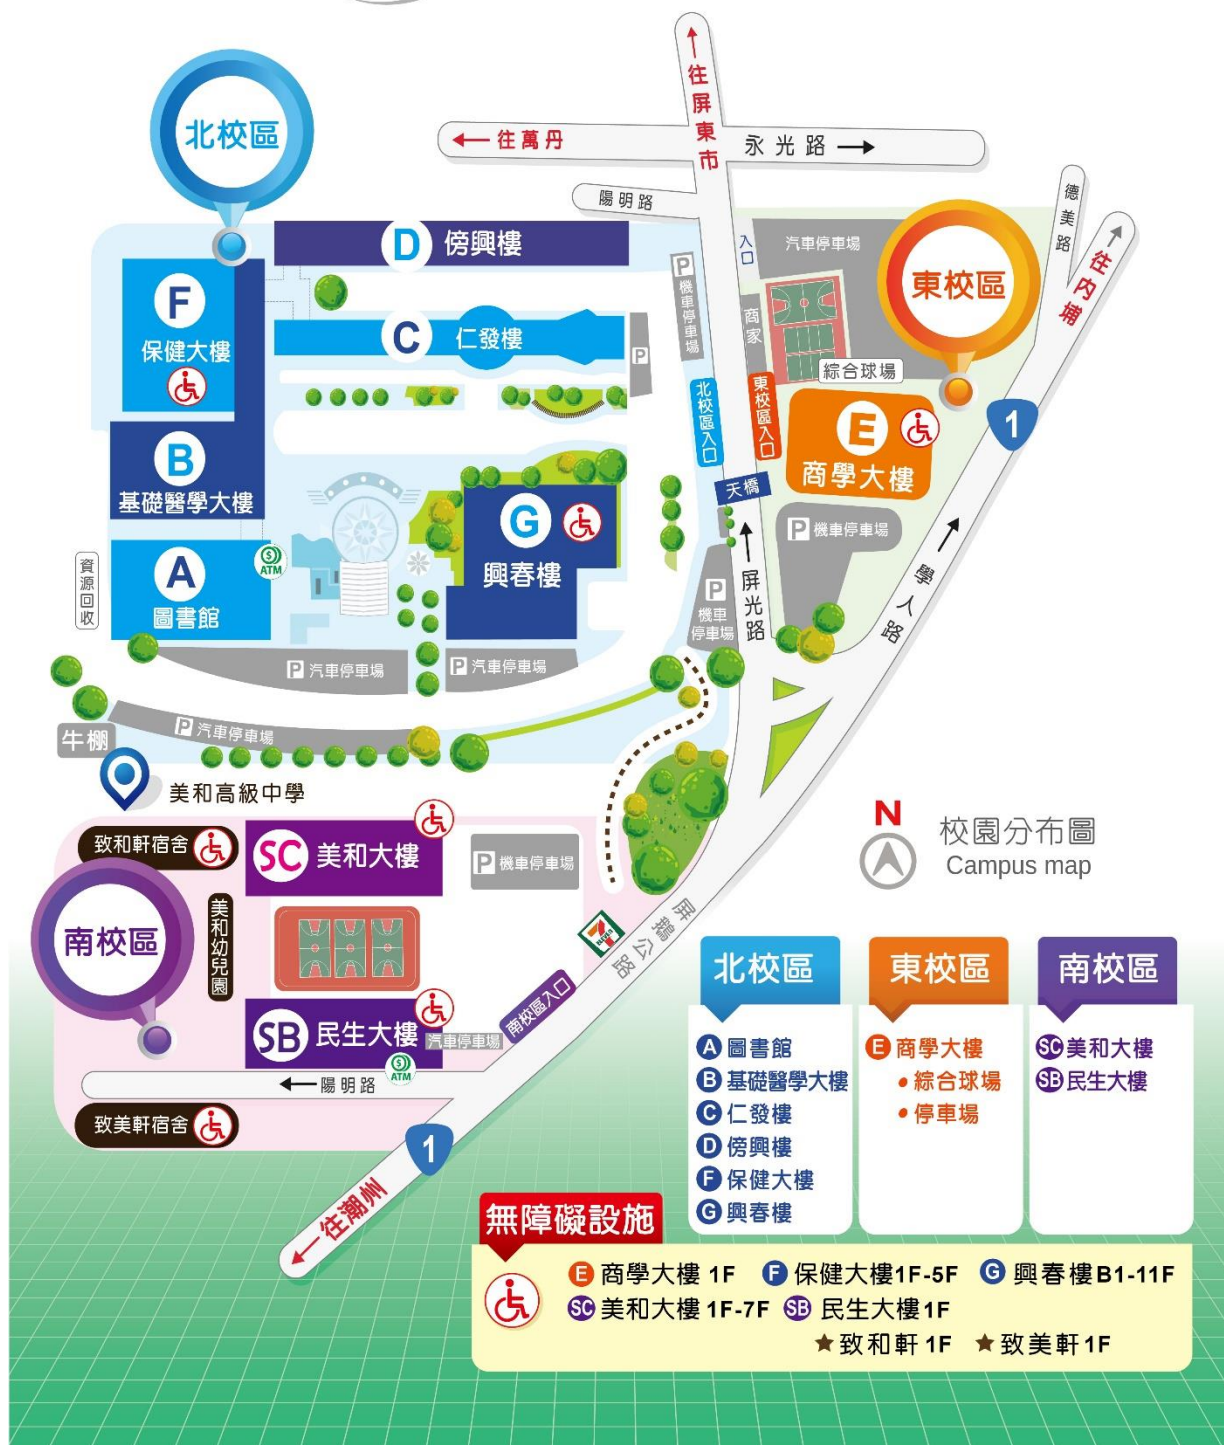 往屏東市
北校區
往萬丹
永光路
陽明路
德美路
往內埔
D 傍興樓
入口
汽車停車場
東校區
P 機車停車場
F
保健大樓
C 仁發樓
P
商家
綜合球場
北校區入口
東校區入口
1
E
商學大樓
B
基礎醫學大樓
天橋
G
興春樓
P 機車停車場
ATM
A
圖書館
資源回收
P
機車
停車場
屏光路
學人路
P 汽車停車場
P 汽車停車場
P 汽車停車場
牛棚
美和高級中學
致和軒宿舍
SC 美和大樓
P 機車停車場
N
校園分布圖
Campus map
南校區
美和幼兒園
7
屏鵝公路
南校區入口
SB 民生大樓
汽車停車場
ATM
陽明路
致美軒宿舍
1
往潮州
北校區
A 圖書館
B 基礎醫學大樓
C 仁發樓
D 傍興樓
F 保健大樓
G 興春樓
東校區
E 商學大樓
• 綜合球場
• 停車場
南校區
SC 美和大樓
SB 民生大樓
無障礙設施
E 商學大樓 1F F 保健大樓1F-5F G 興春樓B1-11F
SC 美和大樓 1F-7F SB 民生大樓1F
★致和軒 1F ★致美軒1F